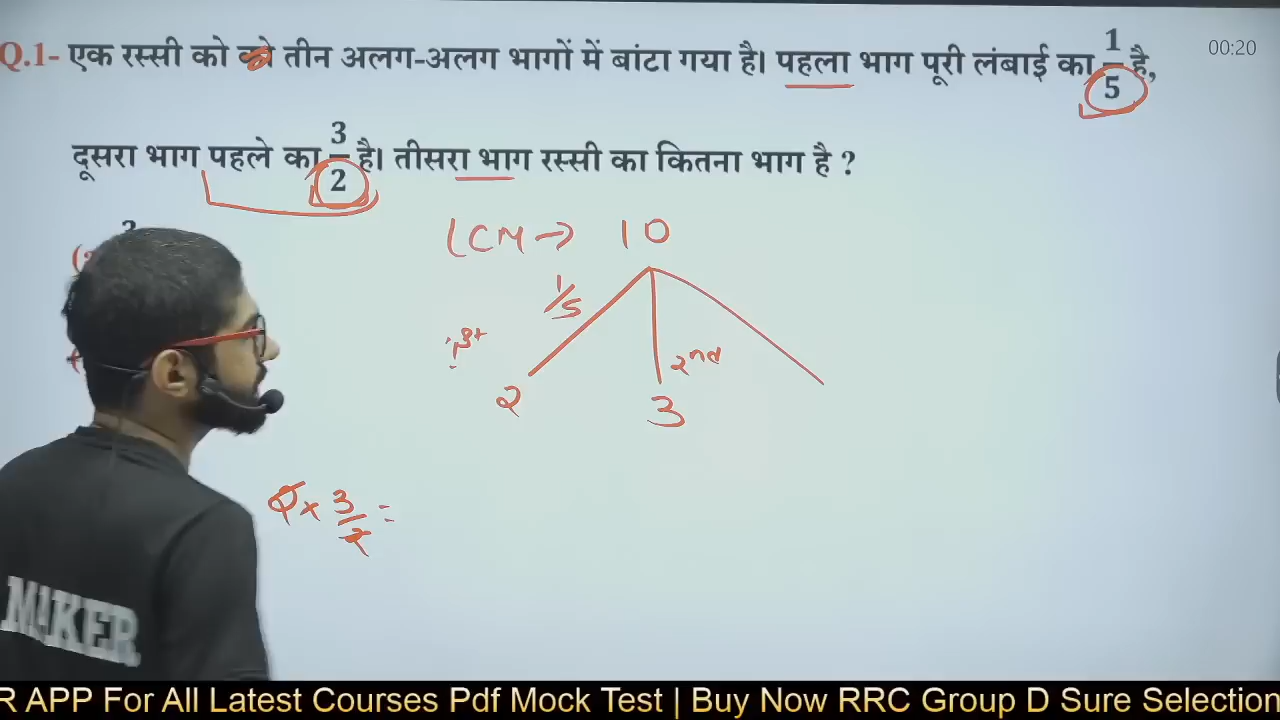 00:20
Q.1- एक रस्सी को को तीन अलग-अलग भागों में बांटा गया है। पहला भाग पूरी लंबाई का 1/5 है,
दूसरा भाग पहले का 3/2 है। तीसरा भाग रस्सी का कितना भाग है ?
LCM → 10
1/5
1st
2nd
2 3
2 × 3/2 =
MAKER
R APP For All Latest Courses Pdf Mock Test | Buy Now RRC Group D Sure Selection